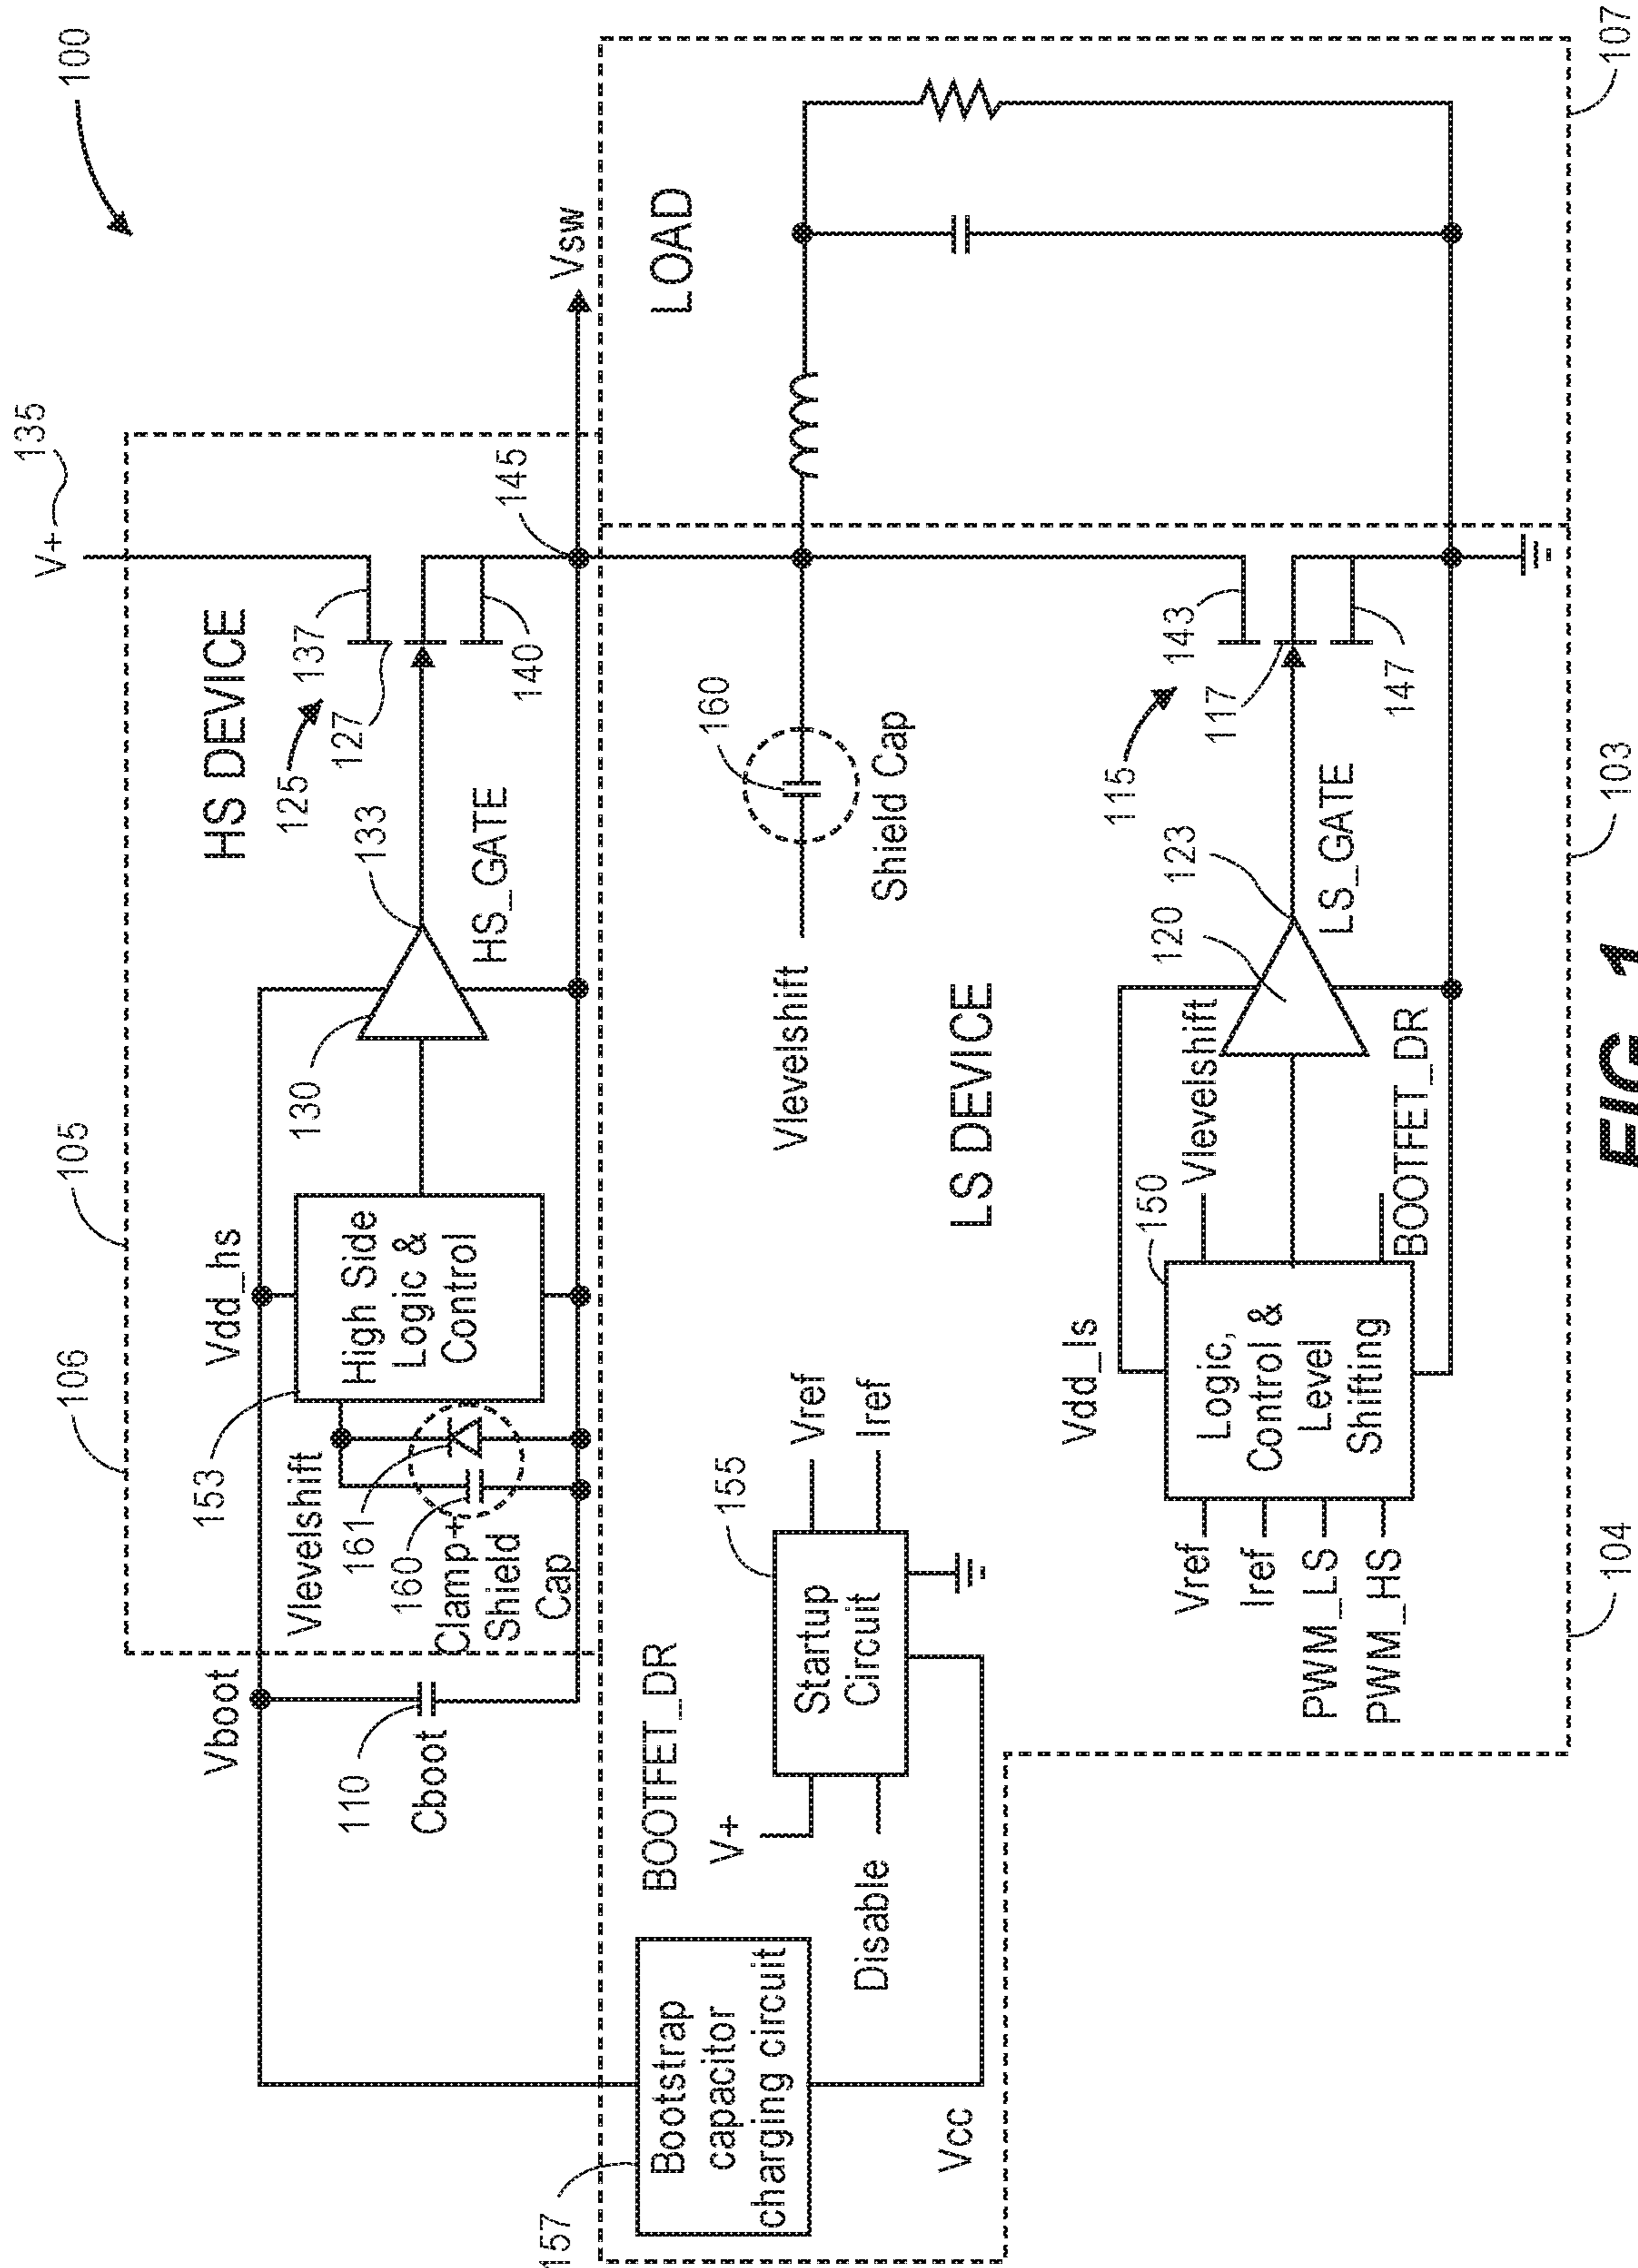 100
V+
135
106
105
HS DEVICE
Vboot
Vdd_hs
125
137
127
133
130
153
High Side
Logic &
Control
Vlevelshift
161
160
Clamp+
Shield
Cap
110
Cboot
HS_GATE
140
145
Vsw
157
Bootstrap
capacitor
charging circuit
BOOTFET_DR
V+
Disable
Startup
Circuit
155
Vref
Iref
Vcc
Vlevelshift
160
Shield Cap
LOAD
LS DEVICE
Vdd_ls
150
Logic,
Control &
Level
Shifting
Vref
Iref
PWM_LS
PWM_HS
Vlevelshift
BOOTFET_DR
120
123
LS_GATE
115
143
117
147
104
103
107
FIG. 1